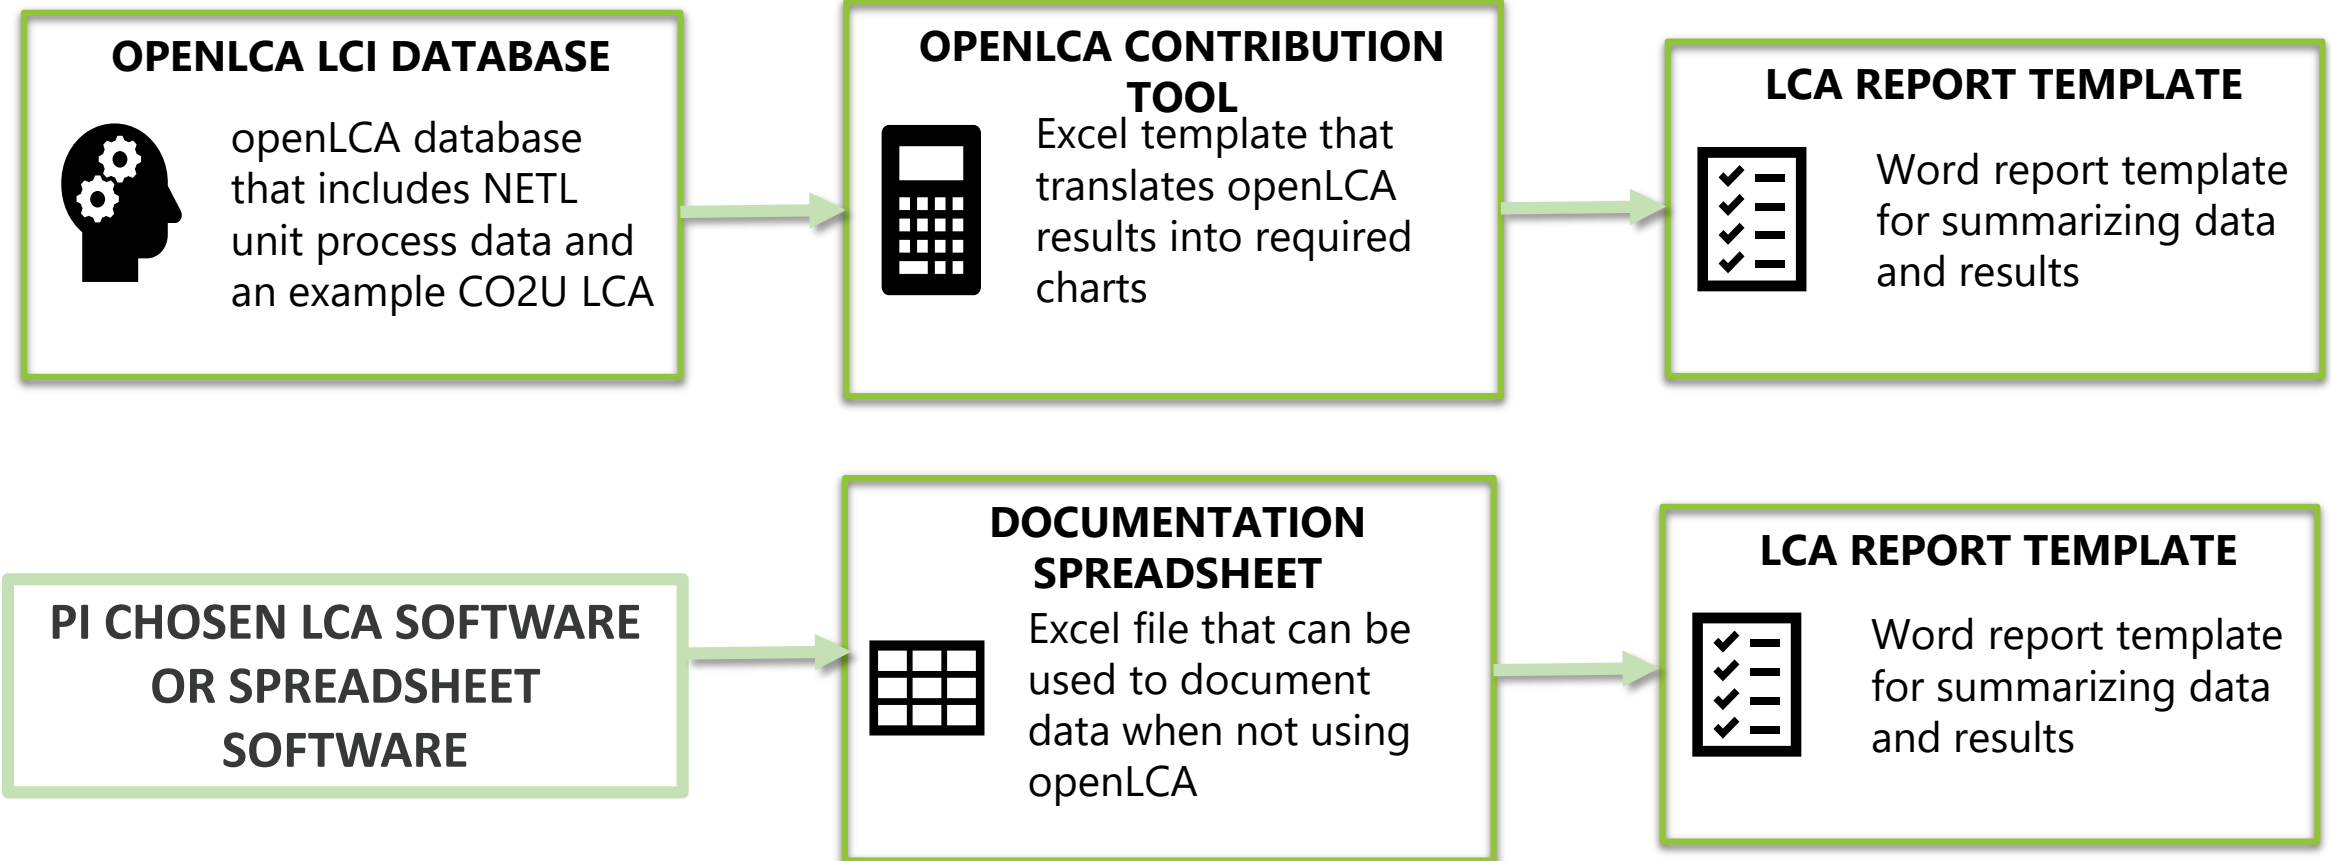 OPENLCA LCI DATABASE
openLCA database
that includes NETL
unit process data and
an example CO2U LCA
OPENLCA CONTRIBUTION
TOOL
Excel template that
translates openLCA
results into required
charts
LCA REPORT TEMPLATE
Word report template
for summarizing data
and results
PI CHOSEN LCA SOFTWARE
OR SPREADSHEET
SOFTWARE
DOCUMENTATION
SPREADSHEET
Excel file that can be
used to document
data when not using
openLCA
LCA REPORT TEMPLATE
Word report template
for summarizing data
and results